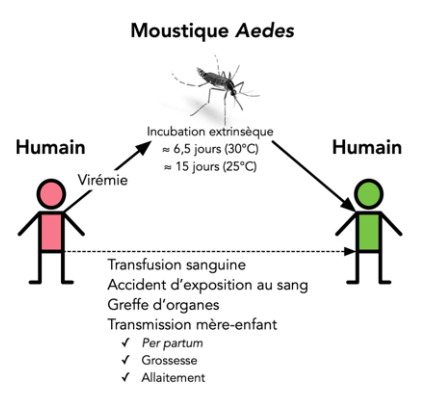 Moustique Aedes
Incubation extrinsèque
≈ 6,5 jours (30°C)
≈ 15 jours (25°C)
Humain
Humain
Virémie
Transfusion sanguine
Accident d'exposition au sang
Greffe d'organes
Transmission mère-enfant
✓ Per partum
✓ Grossesse
✓ Allaitement